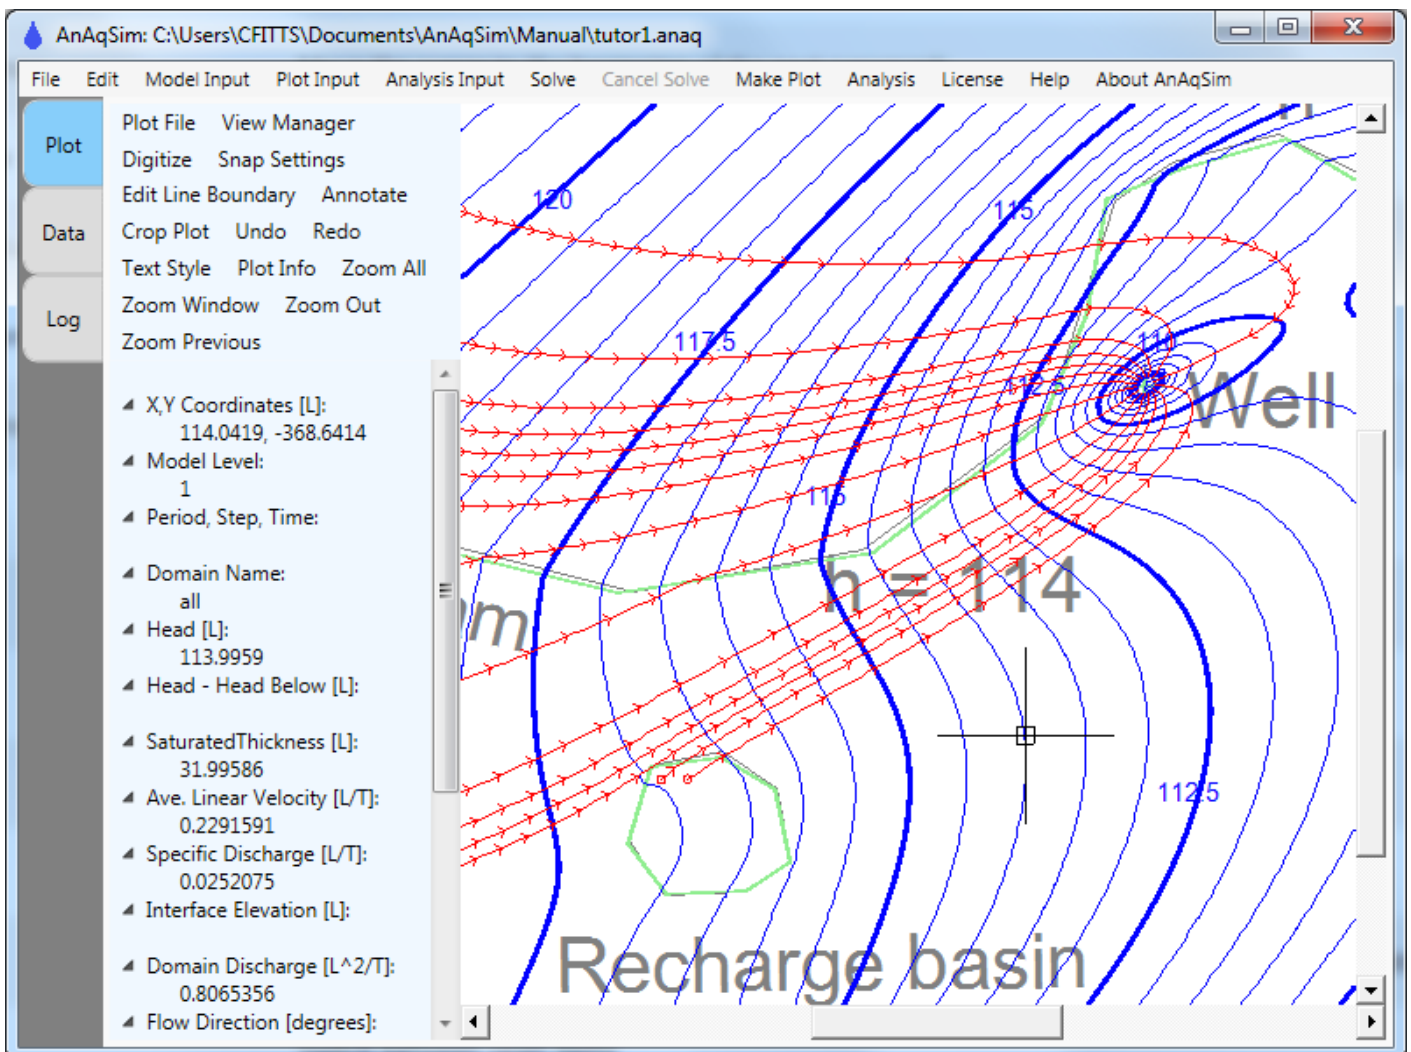 AnAqSim: C:\Users\CFITTS\Documents\AnAqSim\Manual\tutor1.anaq
File Edit Model Input Plot Input Analysis Input Solve Cancel Solve Make Plot Analysis License Help About AnAqSim
Plot
Data
Log
Plot File View Manager
Digitize Snap Settings
Edit Line Boundary Annotate
Crop Plot Undo Redo
Text Style Plot Info Zoom All
Zoom Window Zoom Out
Zoom Previous
X,Y Coordinates [L]:
114.0419, -368.6414
Model Level:
1
Period, Step, Time:
Domain Name:
all
Head [L]:
113.9959
Head - Head Below [L]:
SaturatedThickness [L]:
31.99586
Ave. Linear Velocity [L/T]:
0.2291591
Specific Discharge [L/T]:
0.0252075
Interface Elevation [L]:
Domain Discharge [L^2/T]:
0.8065356
Flow Direction [degrees]:
120
115
117.5
110
112.5
Well
115
h = 114
m
112.5
Recharge basin